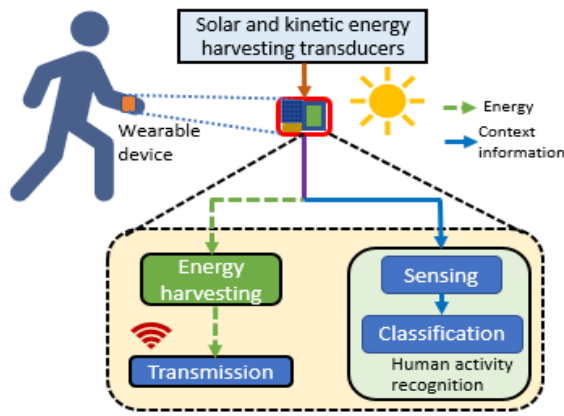 Solar and kinetic energy
harvesting transducers
Wearable
device
Energy
Context
information
Energy
harvesting
Transmission
Sensing
Classification
Human activity
recognition